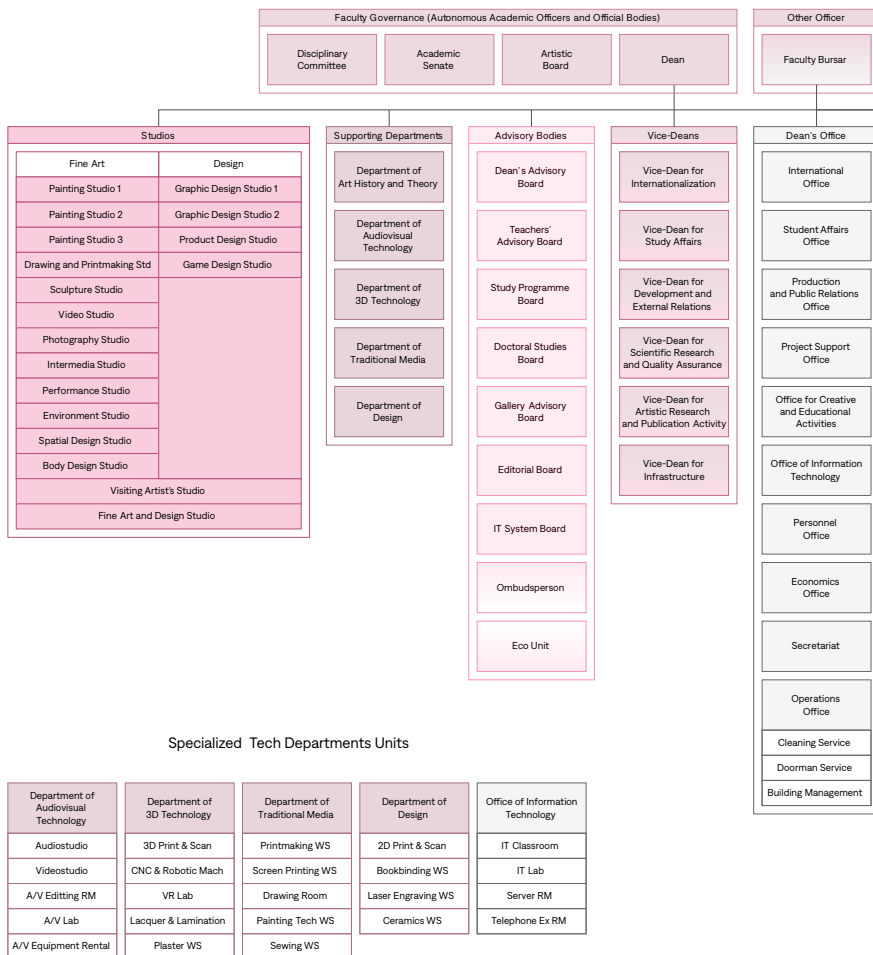 Faculty Governance (Autonomous Academic Officers and Official Bodies)
Disciplinary
Committee
Academic
Senate
Artistic
Board
Dean
Other Officer
Faculty Bursar
Studios
Fine Art
Design
Painting Studio 1
Graphic Design Studio 1
Painting Studio 2
Graphic Design Studio 2
Painting Studio 3
Product Design Studio
Drawing and Printmaking Std
Game Design Studio
Sculpture Studio
Video Studio
Photography Studio
Intermedia Studio
Performance Studio
Environment Studio
Spatial Design Studio
Body Design Studio
Visiting Artist's Studio
Fine Art and Design Studio
Supporting Departments
Department of
Art History and Theory
Department of
Audiovisual
Technology
Department of
3D Technology
Department of
Traditional Media
Department of
Design
Advisory Bodies
Dean's Advisory
Board
Teachers'
Advisory Board
Study Programme
Board
Doctoral Studies
Board
Gallery Advisory
Board
Editorial Board
IT System Board
Ombudsperson
Eco Unit
Vice-Deans
Vice-Dean for
Internationalization
Vice-Dean for
Study Affairs
Vice-Dean for
Development and
External Relations
Vice-Dean for
Scientific Research
and Quality Assurance
Vice-Dean for
Artistic Research
and Publication Activity
Vice-Dean for
Infrastructure
Dean's Office
International
Office
Student Affairs
Office
Production
and Public Relations
Office
Project Support
Office
Office for Creative
and Educational
Activities
Office of Information
Technology
Personnel
Office
Economics
Office
Secretariat
Operations
Office
Cleaning Service
Doorman Service
Building Management
Specialized Tech Departments Units
Department of
Audiovisual
Technology
Audiostudio
Videostudio
A/V Editting RM
A/V Lab
A/V Equipment Rental
Department of
3D Technology
3D Print & Scan
CNC & Robotic Mach
VR Lab
Lacquer & Lamination
Plaster WS
Department of
Traditional Media
Printmaking WS
Screen Printing WS
Drawing Room
Painting Tech WS
Sewing WS
Department of
Design
2D Print & Scan
Bookbinding WS
Laser Engraving WS
Ceramics WS
Office of Information
Technology
IT Classroom
IT Lab
Server RM
Telephone Ex RM